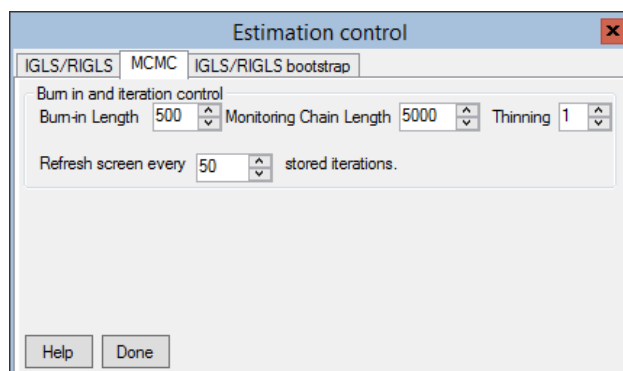 Estimation control
IGLS/RIGLS MCMC IGLS/RIGLS bootstrap
Burn in and iteration control
Burn-in Length 500 Monitoring Chain Length 5000 Thinning 1
Refresh screen every 50 stored iterations.
Help Done